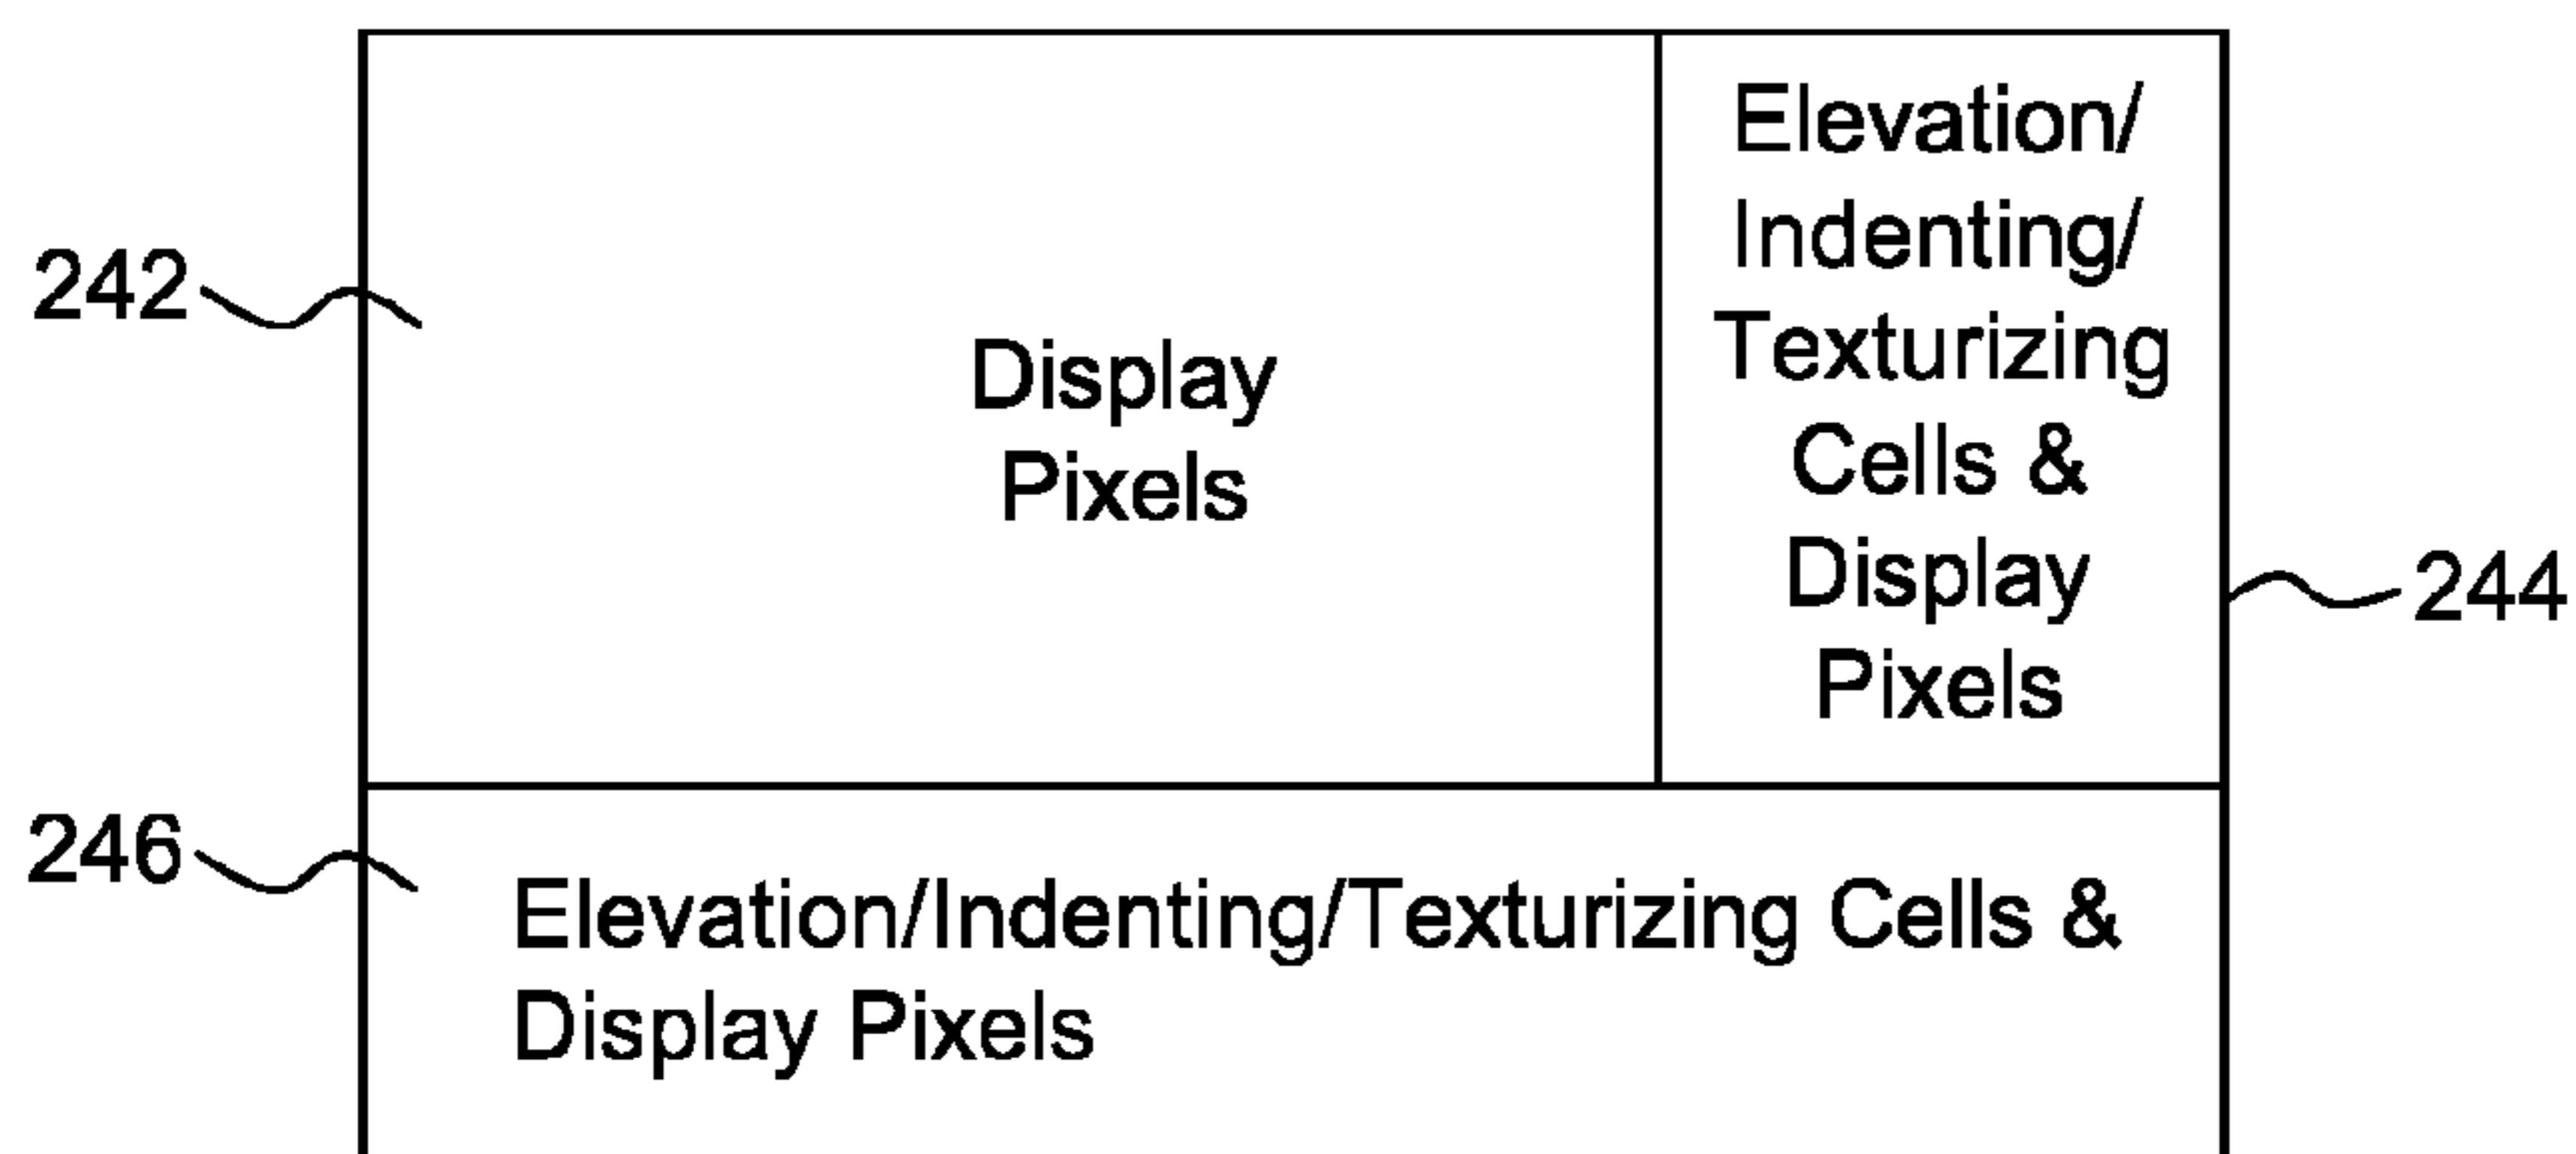 242
Display
Pixels
Elevation/
Indenting/
Texturizing
Cells &
Display
Pixels
244
246
Elevation/Indenting/Texturizing Cells &
Display Pixels